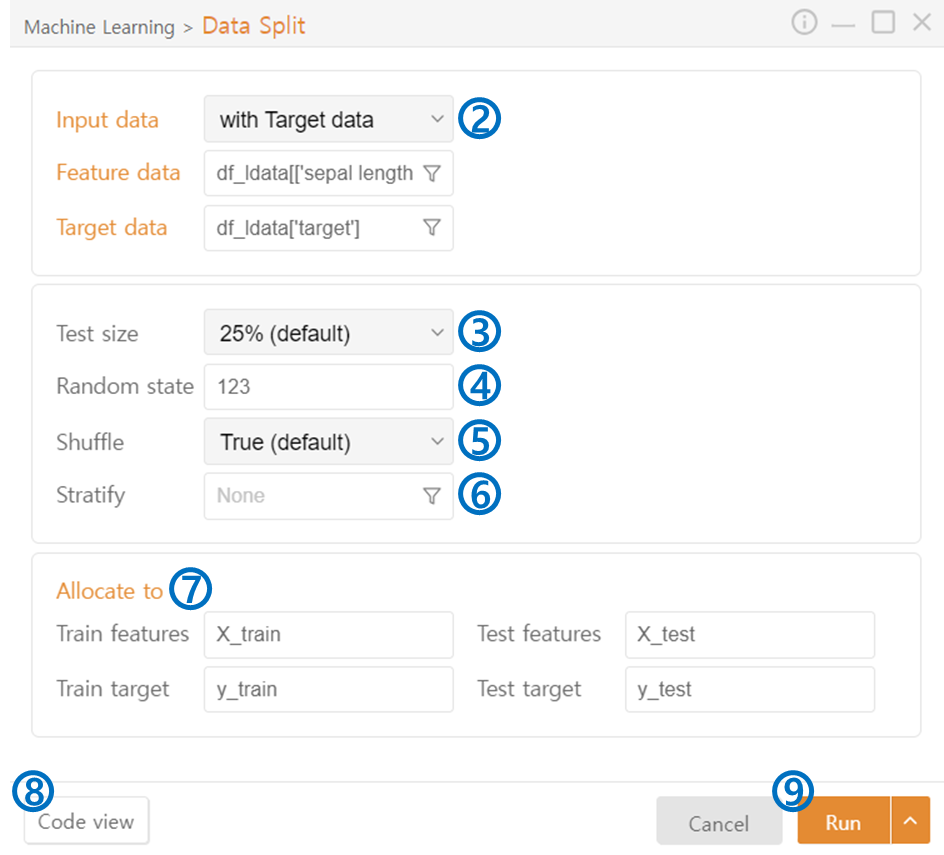 Machine Learning > Data Split
Input data with Target data ②
Feature data df_ldata[['sepal length
Target data df_ldata['target']
Test size 25% (default) ③
Random state 123 ④
Shuffle True (default) ⑤
Stratify None ⑥
Allocate to ⑦
Train features X_train Test features X_test
Train target y_train Test target y_test
⑧ ⑨
Code view Cancel Run